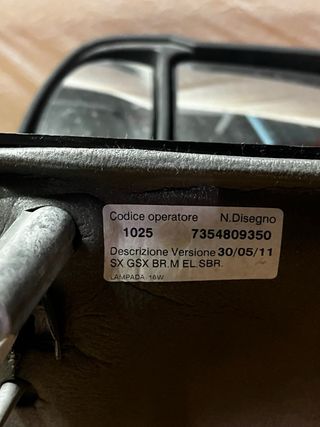 Codice operatore N.Disegno
1025 7354809350
Descrizione Versione 30/05/11
SX GSX BR.M EL.SBR.
LAMPADA. 16W